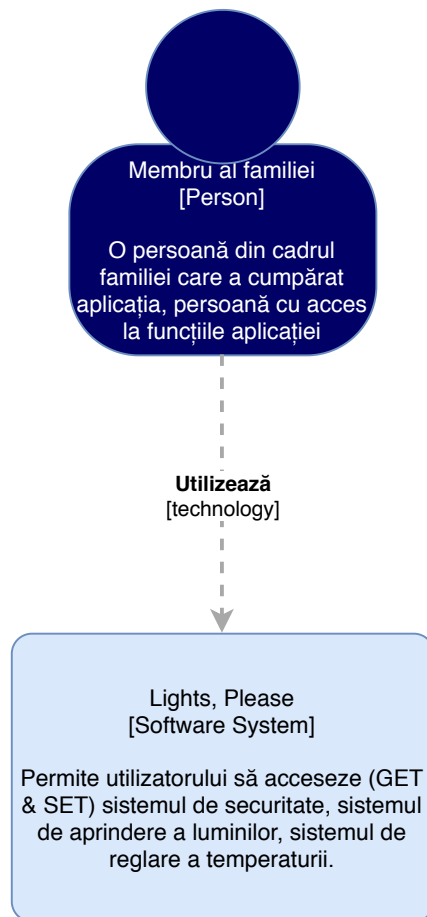 Membru al familiei
[Person]
O persoană din cadrul
familiei care a cumpărat
aplicația, persoană cu acces
la funcțiile aplicației
Utilizează
[technology]
Lights, Please
[Software System]
Permite utilizatorului să acceseze (GET
& SET) sistemul de securitate, sistemul
de aprindere a luminilor, sistemul de
reglare a temperaturii.